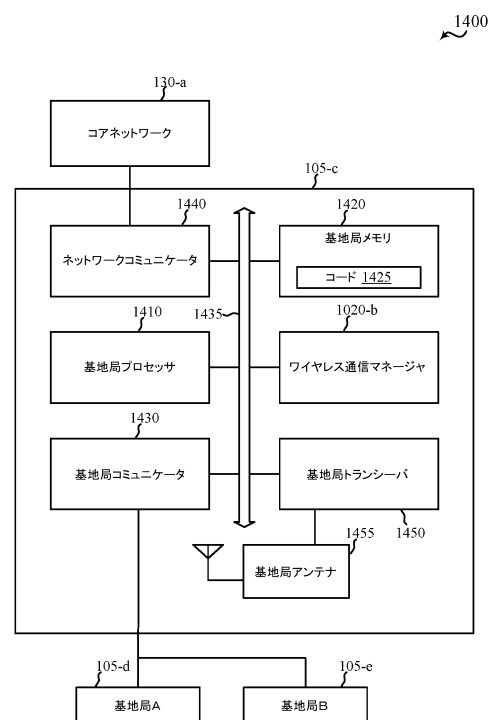 1400
130-a
コアネットワーク
105-c
1440
ネットワークコミュニケータ
1420
基地局メモリ
コード 1425
1435
1410
基地局プロセッサ
1020-b
ワイヤレス通信マネージャ
1430
基地局コミュニケータ
基地局トランシーバ
1450
1455
基地局アンテナ
105-d
基地局A
105-e
基地局B